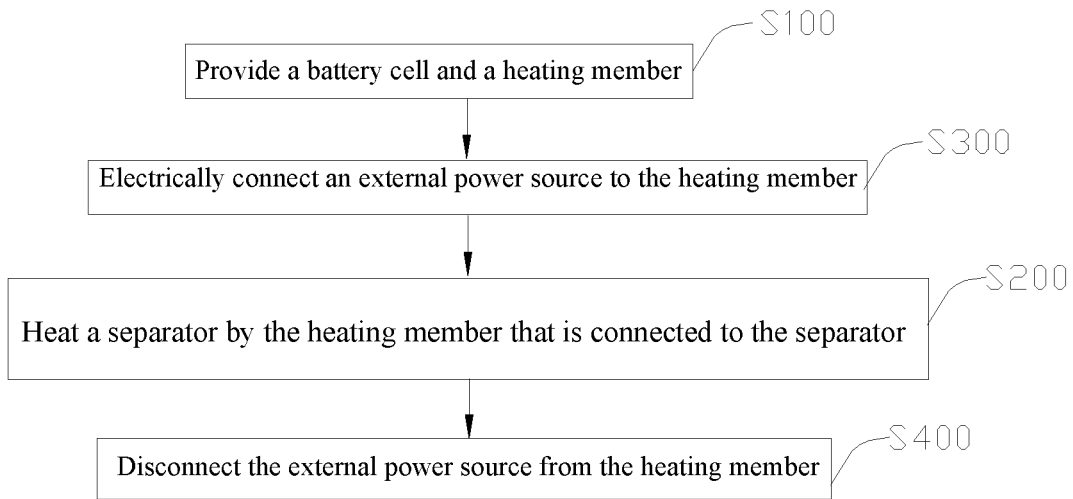 S100
Provide a battery cell and a heating member
S300
Electrically connect an external power source to the heating member
S200
Heat a separator by the heating member that is connected to the separator
S400
Disconnect the external power source from the heating member